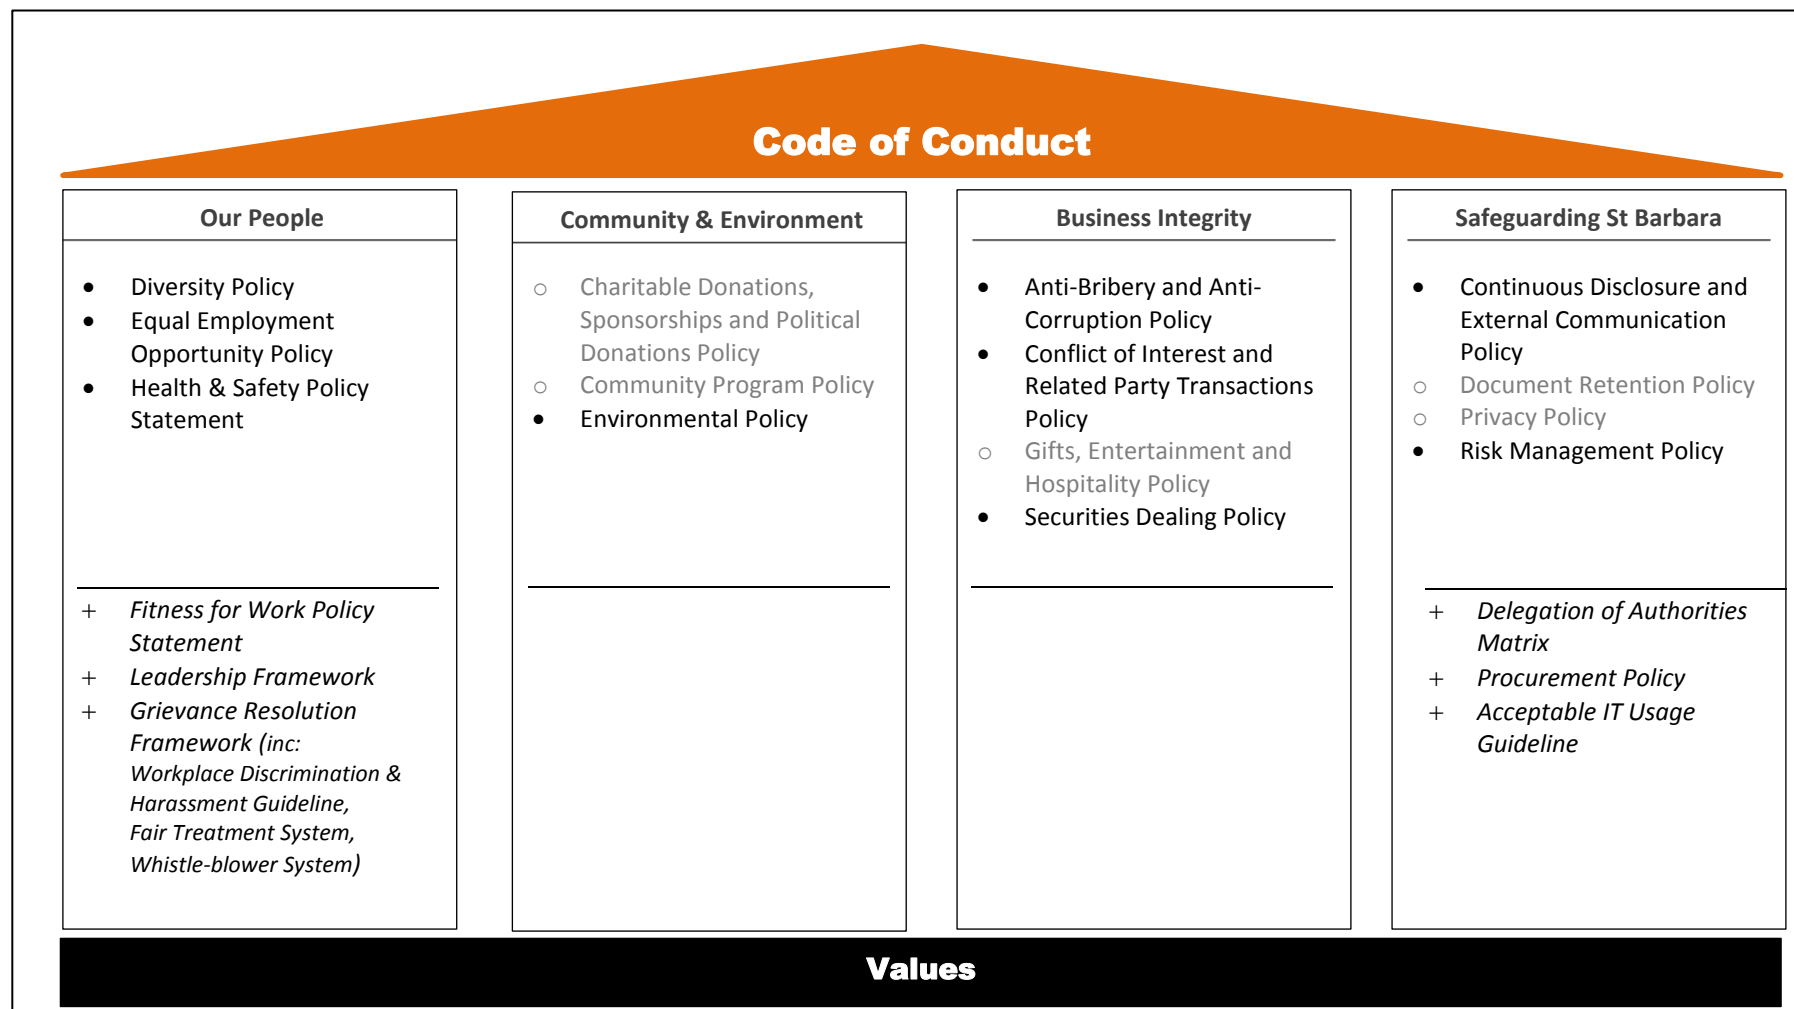 Code of Conduct
Our People
• Diversity Policy
• Equal Employment
Opportunity Policy
• Health & Safety Policy
Statement
+ Fitness for Work Policy
Statement
+ Leadership Framework
+ Grievance Resolution
Framework (inc:
Workplace Discrimination &
Harassment Guideline,
Fair Treatment System,
Whistle-blower System)
Community & Environment
○ Charitable Donations,
Sponsorships and Political
Donations Policy
○ Community Program Policy
• Environmental Policy
Business Integrity
• Anti-Bribery and Anti-
Corruption Policy
• Conflict of Interest and
Related Party Transactions
Policy
○ Gifts, Entertainment and
Hospitality Policy
• Securities Dealing Policy
Safeguarding St Barbara
• Continuous Disclosure and
External Communication
Policy
○ Document Retention Policy
○ Privacy Policy
• Risk Management Policy
+ Delegation of Authorities
Matrix
+ Procurement Policy
+ Acceptable IT Usage
Guideline
Values